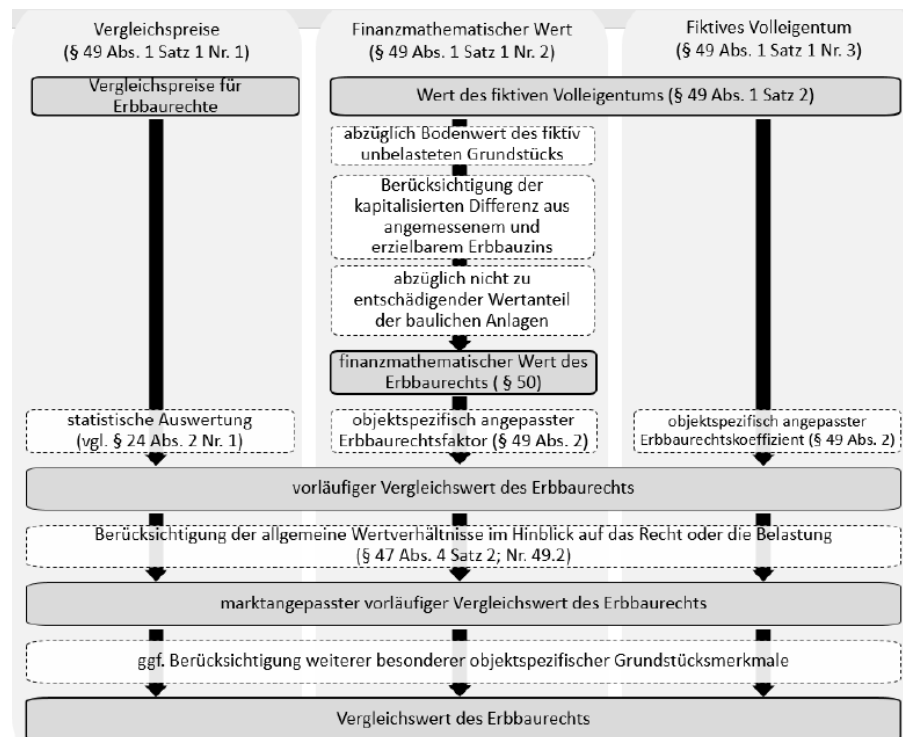 Vergleichspreise
(§ 49 Abs. 1 Satz 1 Nr. 1)
Finanzmathematischer Wert
(§ 49 Abs. 1 Satz 1 Nr. 2)
Fiktives Volleigentum
(§ 49 Abs. 1 Satz 1 Nr. 3)
Vergleichspreise für
Erbbaurechte
Wert des fiktiven Volleigentums (§ 49 Abs. 1 Satz 2)
abzüglich Bodenwert des fiktiv
unbelasteten Grundstücks
Berücksichtigung der
kapitalisierten Differenz aus
angemessenem und
erzielbarem Erbbauzins
abzüglich nicht zu
entschädigender Wertanteil
der baulichen Anlagen
finanzmathematischer Wert des
Erbbaurechts ( § 50)
statistische Auswertung
(vgl. § 24 Abs. 2 Nr. 1)
objektspezifisch angepasster
Erbbaurechtsfaktor (§ 49 Abs. 2)
objektspezifisch angepasster
Erbbaurechtskoeffizient (§ 49 Abs. 2)
vorläufiger Vergleichswert des Erbbaurechts
Berücksichtigung der allgemeine Wertverhältnisse im Hinblick auf das Recht oder die Belastung
(§ 47 Abs. 4 Satz 2; Nr. 49.2)
marktangepasster vorläufiger Vergleichswert des Erbbaurechts
ggf. Berücksichtigung weiterer besonderer objektspezifischer Grundstücksmerkmale
Vergleichswert des Erbbaurechts